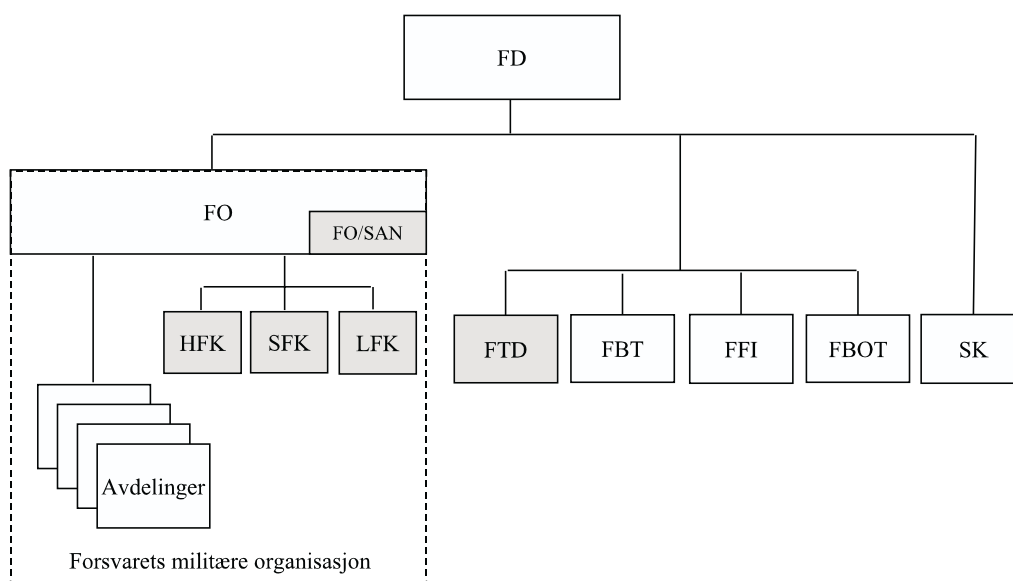 FD
FO
FO/SAN
HFK
SFK
LFK
FTD
FBT
FFI
FBOT
SK
Avdelinger
Forsvarets militære organisasjon